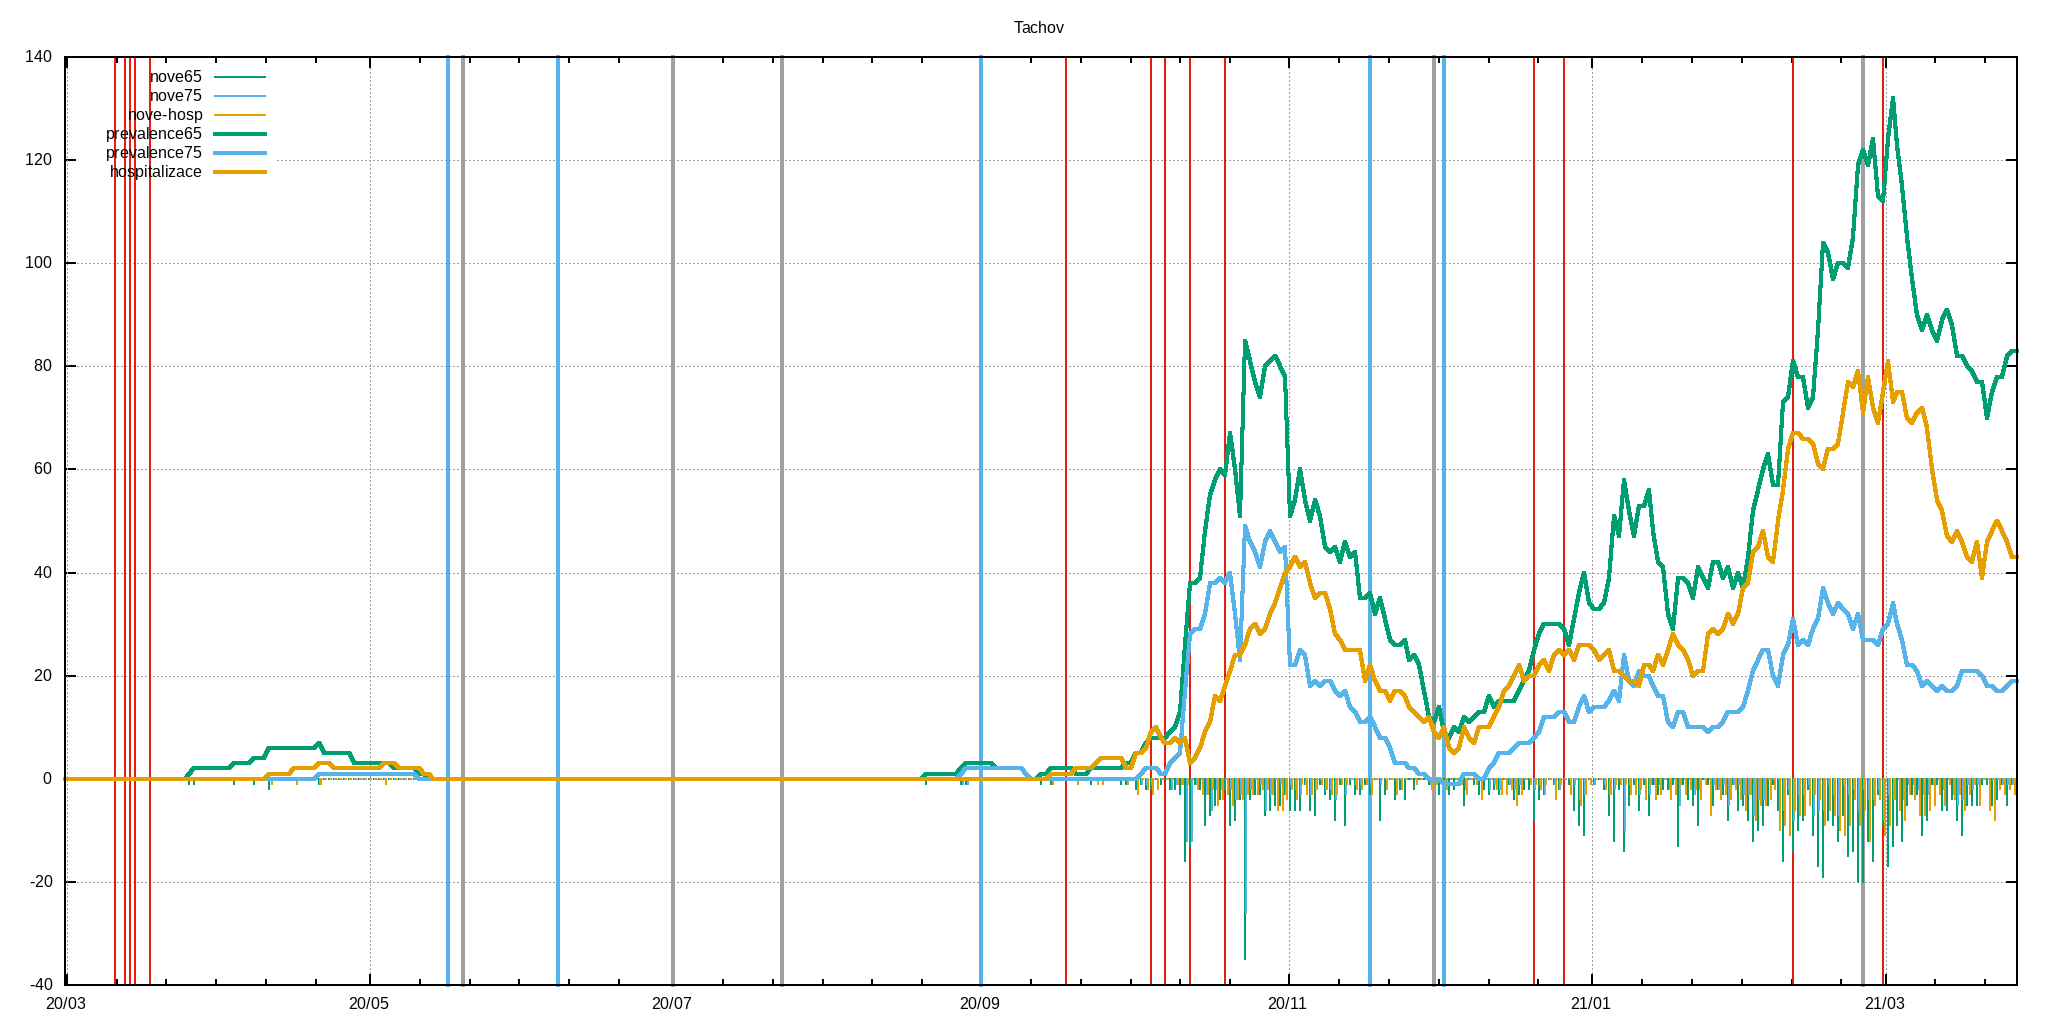 Tachov
140
120
100
80
60
40
20
0
-20
-40
nove65
nove75
nove-hosp
prevalence65
prevalence75
hospitalizace
20/03 20/05 20/07 20/09 20/11 21/01 21/03